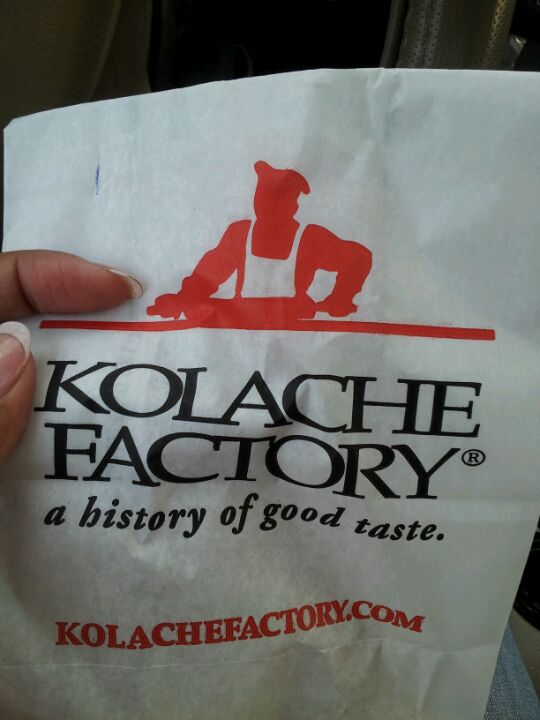 KOLACHE
FACTORY®
a history of good taste.
KOLACHEFACTORY.COM